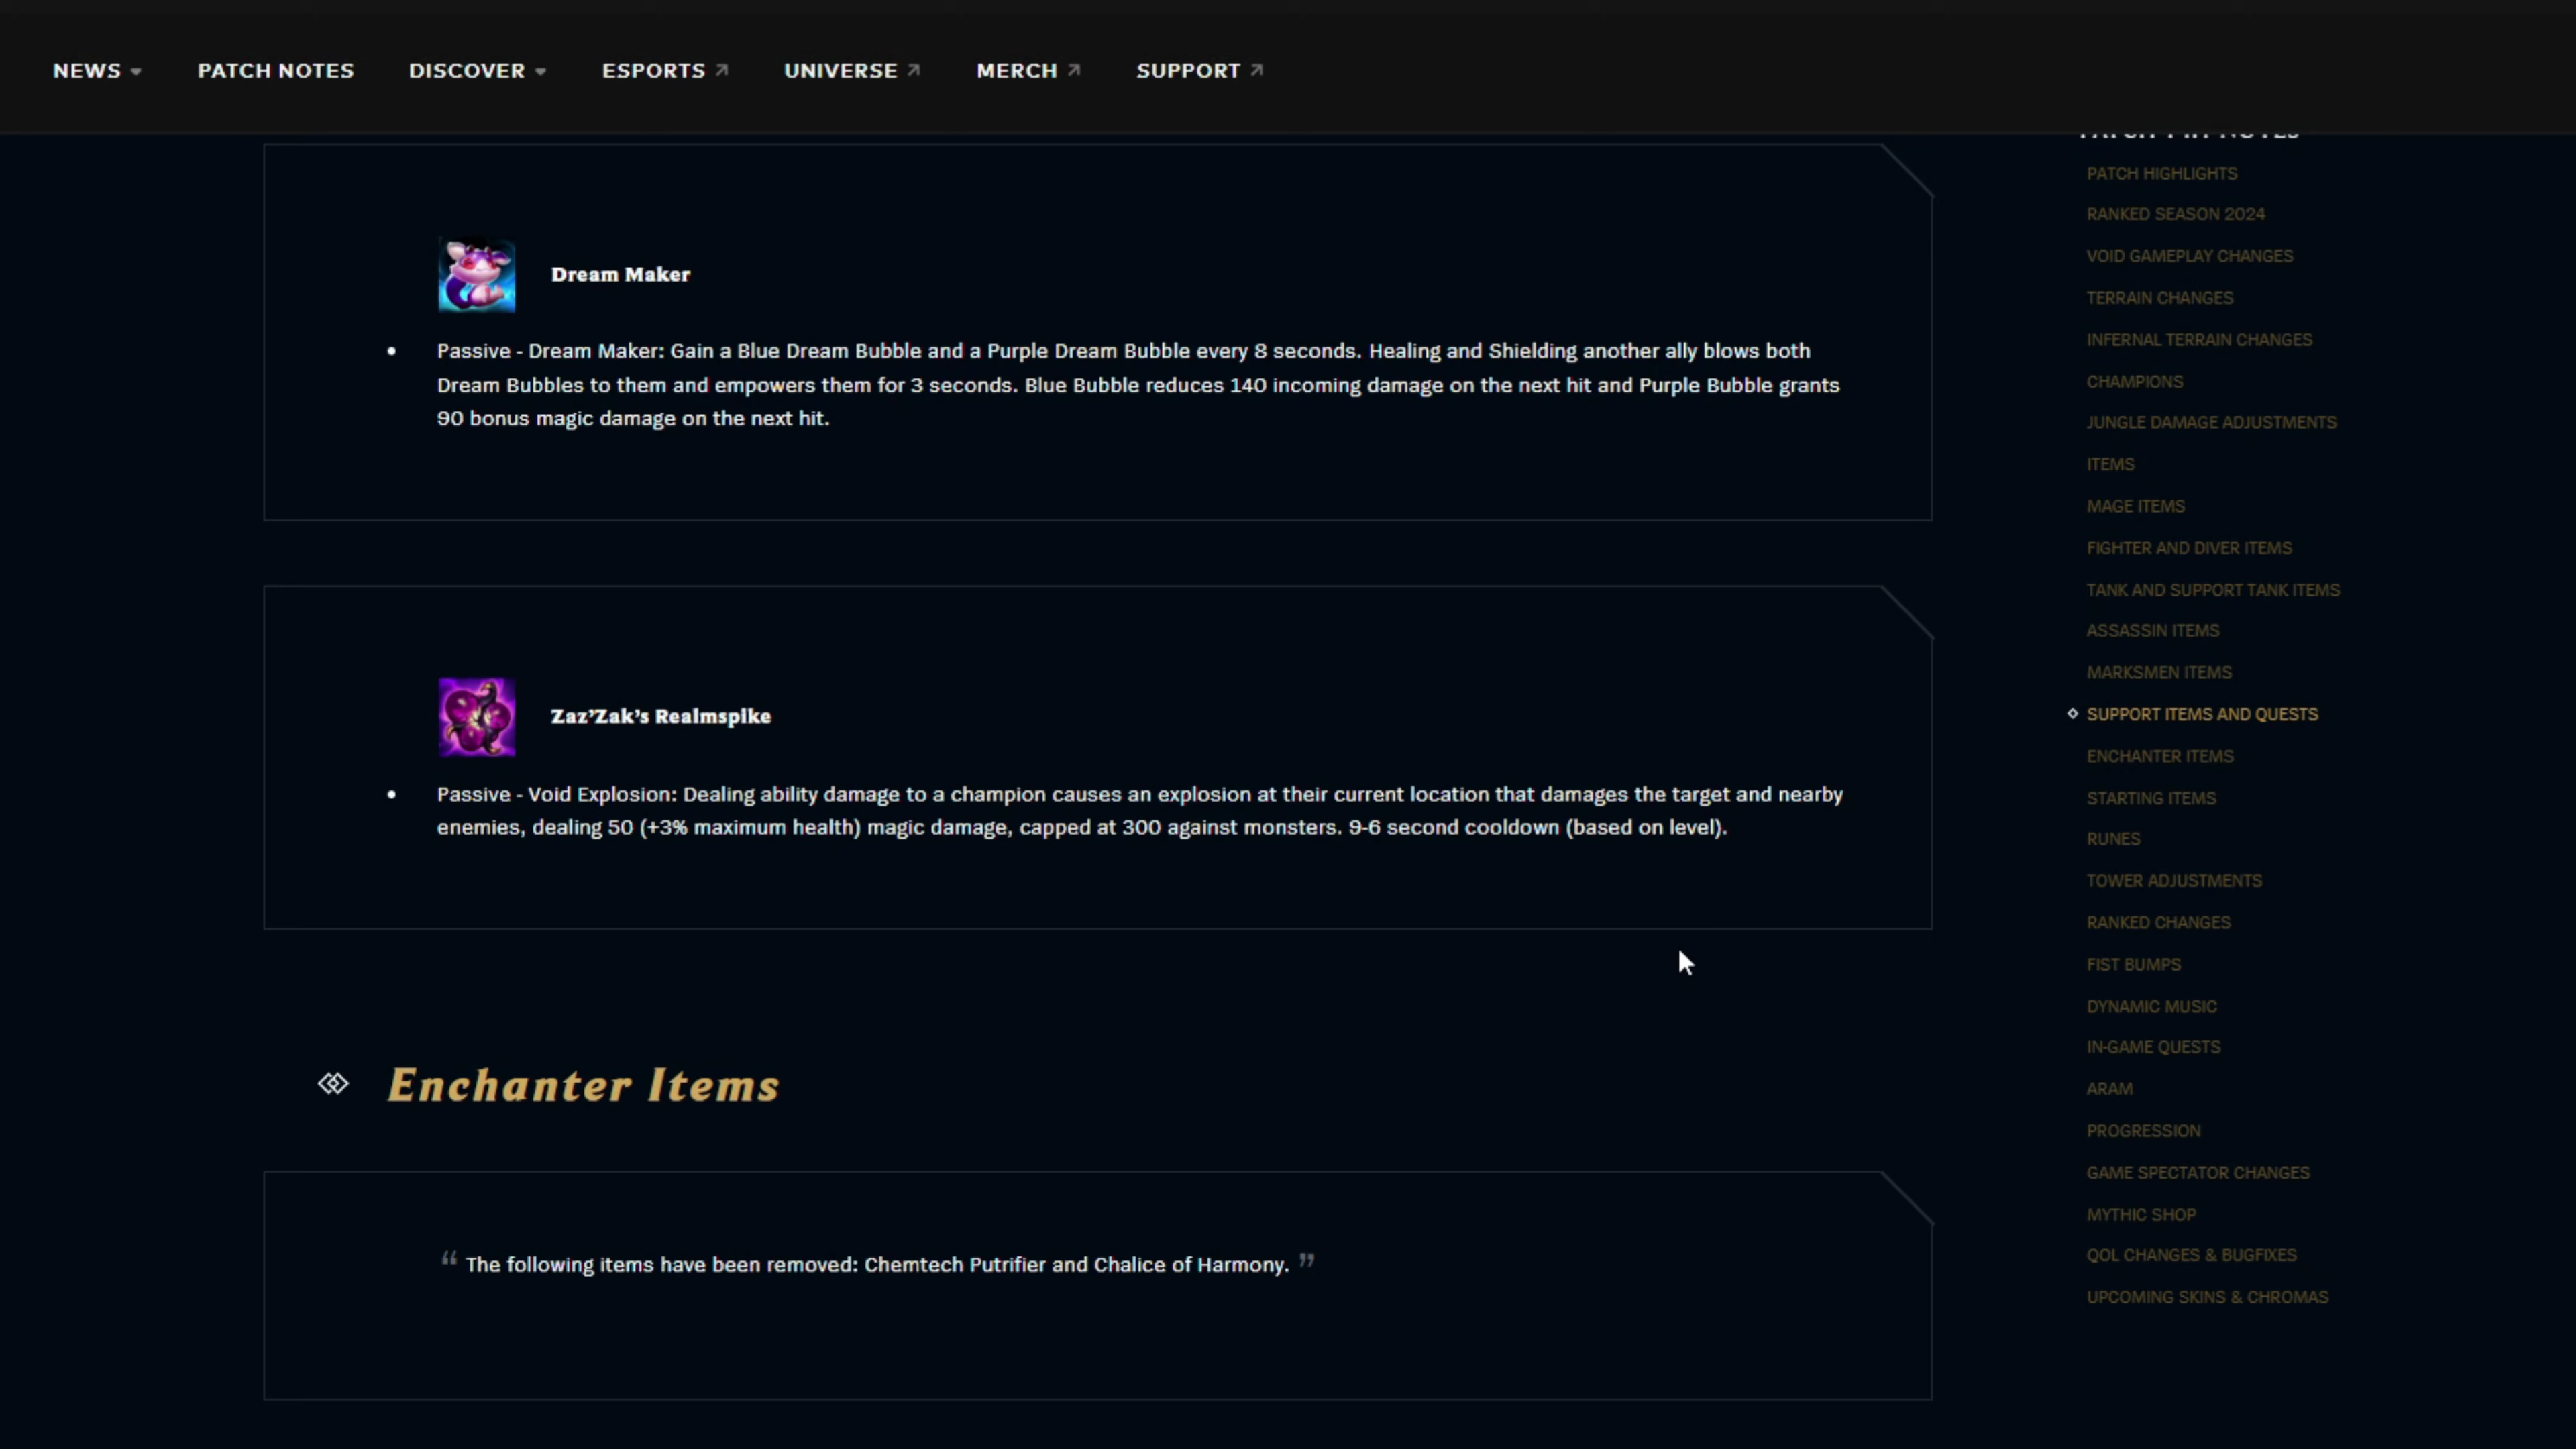 NEWS
PATCH NOTES
DISCOVER
ESPORTS
UNIVERSE
MERCH
SUPPORT
Dream Maker
• Passive - Dream Maker: Gain a Blue Dream Bubble and a Purple Dream Bubble every 8 seconds. Healing and Shielding another ally blows both
Dream Bubbles to them and empowers them for 3 seconds. Blue Bubble reduces 140 incoming damage on the next hit and Purple Bubble grants
90 bonus magic damage on the next hit.
Zaz’Zak’s Realmspike
• Passive - Void Explosion: Dealing ability damage to a champion causes an explosion at their current location that damages the target and nearby
enemies, dealing 50 (+3% maximum health) magic damage, capped at 300 against monsters. 9-6 second cooldown (based on level).
Enchanter Items
“ The following items have been removed: Chemtech Putrifier and Chalice of Harmony. ”
PATCH HIGHLIGHTS
RANKED SEASON 2024
VOID GAMEPLAY CHANGES
TERRAIN CHANGES
INFERNAL TERRAIN CHANGES
CHAMPIONS
JUNGLE DAMAGE ADJUSTMENTS
ITEMS
MAGE ITEMS
FIGHTER AND DIVER ITEMS
TANK AND SUPPORT TANK ITEMS
ASSASSIN ITEMS
MARKSMEN ITEMS
SUPPORT ITEMS AND QUESTS
ENCHANTER ITEMS
STARTING ITEMS
RUNES
TOWER ADJUSTMENTS
RANKED CHANGES
FIST BUMPS
DYNAMIC MUSIC
IN-GAME QUESTS
ARAM
PROGRESSION
GAME SPECTATOR CHANGES
MYTHIC SHOP
QOL CHANGES & BUGFIXES
UPCOMING SKINS & CHROMAS